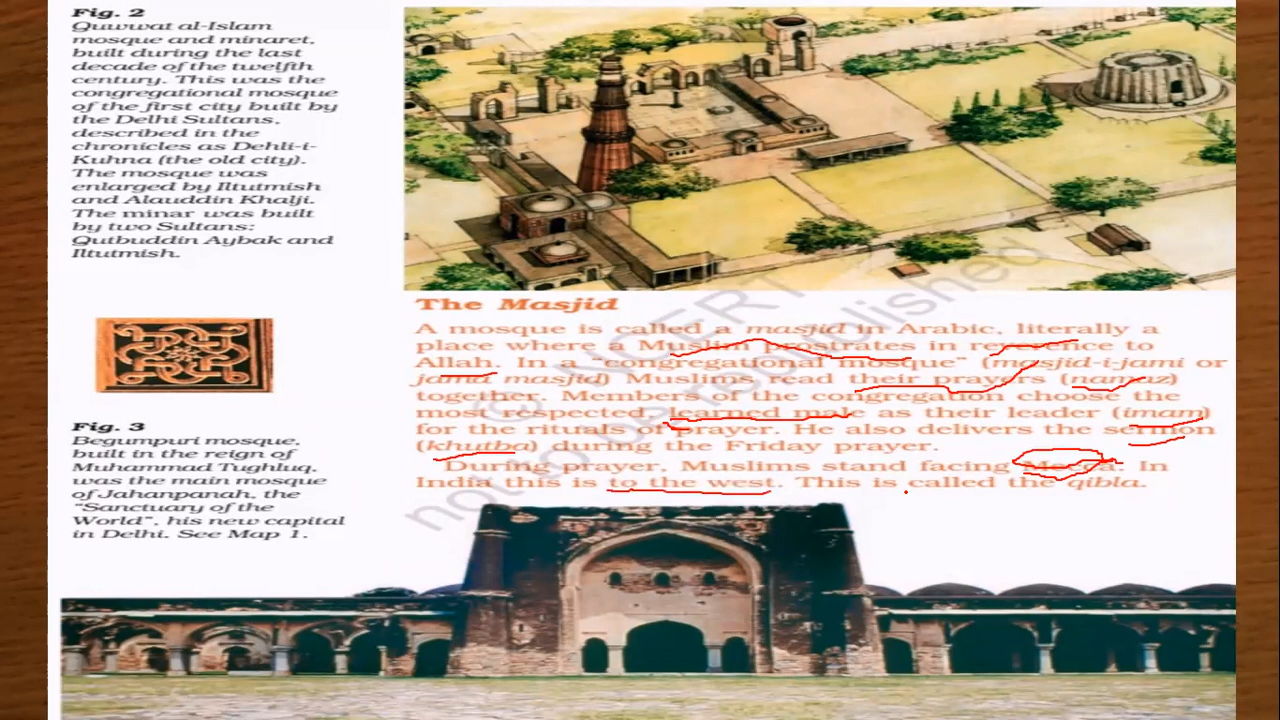 Fig. 2
Quwwat al-Islam
mosque and minaret,
built during the last
decade of the twelfth
century. This was the
congregational mosque
of the first city built by
the Delhi Sultans,
described in the
chronicles as Dehli-i-
Kuhna (the old city).
The mosque was
enlarged by Iltutmish
and Alauddin Khalji.
The minar was built
by two Sultans:
Qutbuddin Aybak and
Iltutmish.
The Masjid
A mosque is called a masjid in Arabic, literally a
place where a Muslim prostrates in reverence to
Allah. In a "congregational mosque" (masjid-i-jami or
jama masjid) Muslims read their prayers (namaz)
together. Members of the congregation choose the
most respected, learned male as their leader (imam)
for the rituals of prayer. He also delivers the sermon
(khutba) during the Friday prayer.
During prayer, Muslims stand facing Mecca. In
India this is to the west. This is called the qibla.
Fig. 3
Begumpuri mosque,
built in the reign of
Muhammad Tughluq,
was the main mosque
of Jahanpanah, the
"Sanctuary of the
World", his new capital
in Delhi. See Map 1.
© NCERT
not to be republished